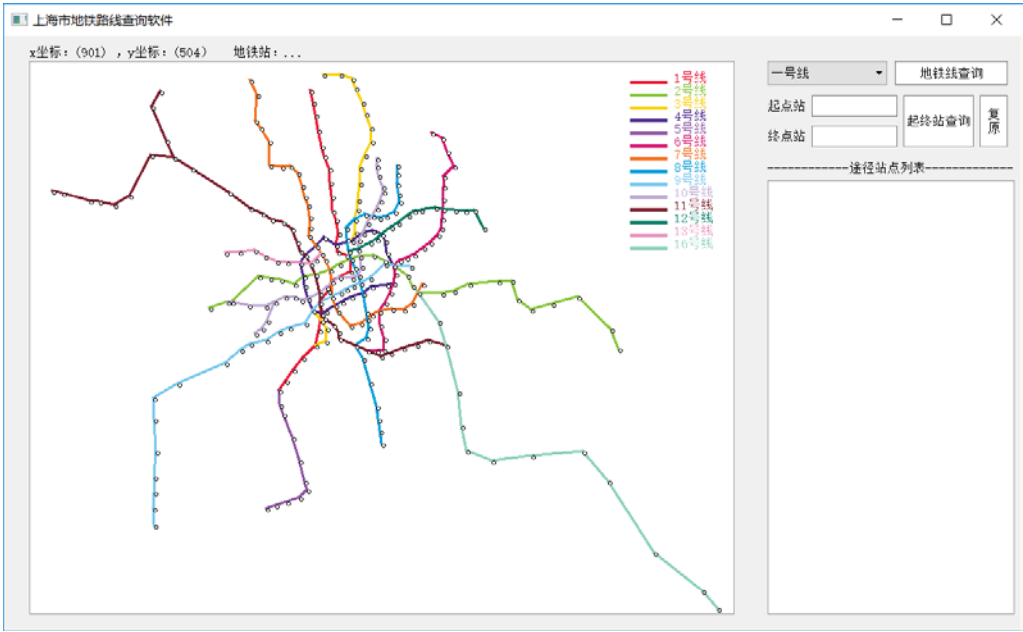 上海市地铁路线查询软件
x坐标：(901) ，y坐标：(504) 地铁站：...
一号线 地铁线查询
起点站
起终站查询 复原
终点站
------------途径站点列表------------
1号线
2号线
3号线
4号线
5号线
6号线
7号线
8号线
9号线
10号线
11号线
12号线
13号线
16号线